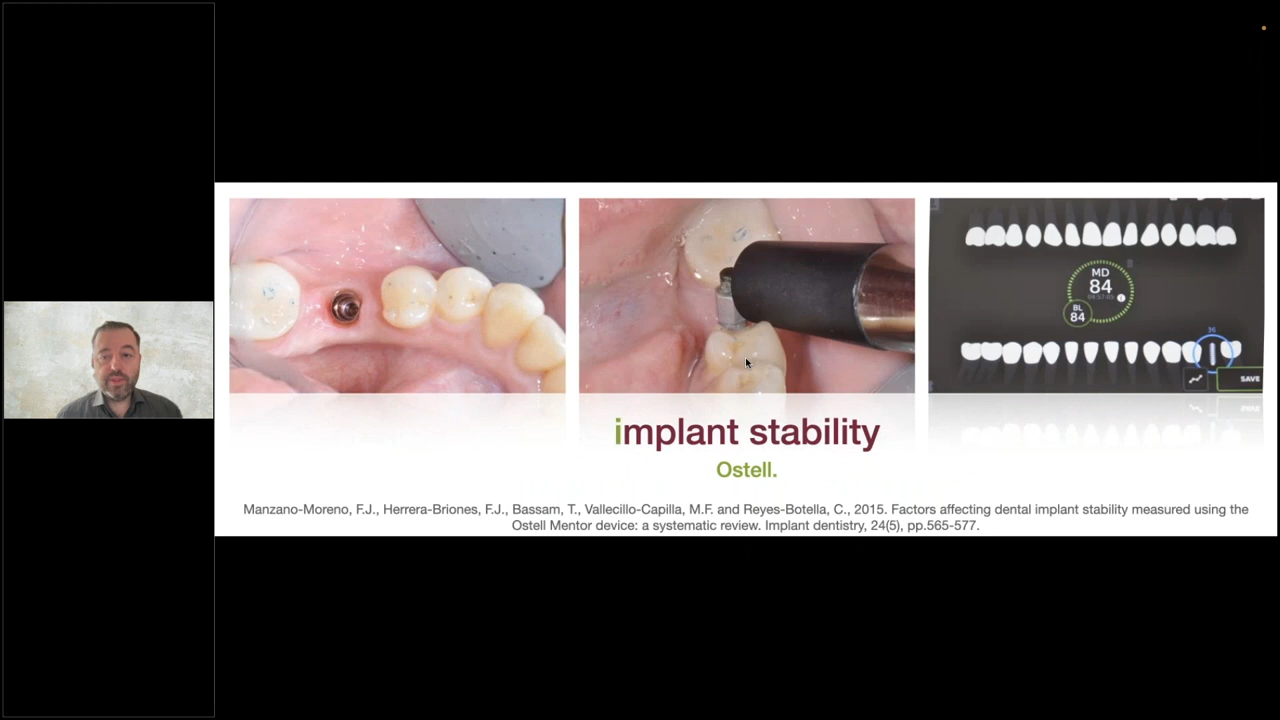 MD
84
BL
84
36
SAVE
implant stability
Ostell.
Manzano-Moreno, F.J., Herrera-Briones, F.J., Bassam, T., Vallecillo-Capilla, M.F. and Reyes-Botella, C., 2015. Factors affecting dental implant stability measured using the
Ostell Mentor device: a systematic review. Implant dentistry, 24(5), pp.565-577.